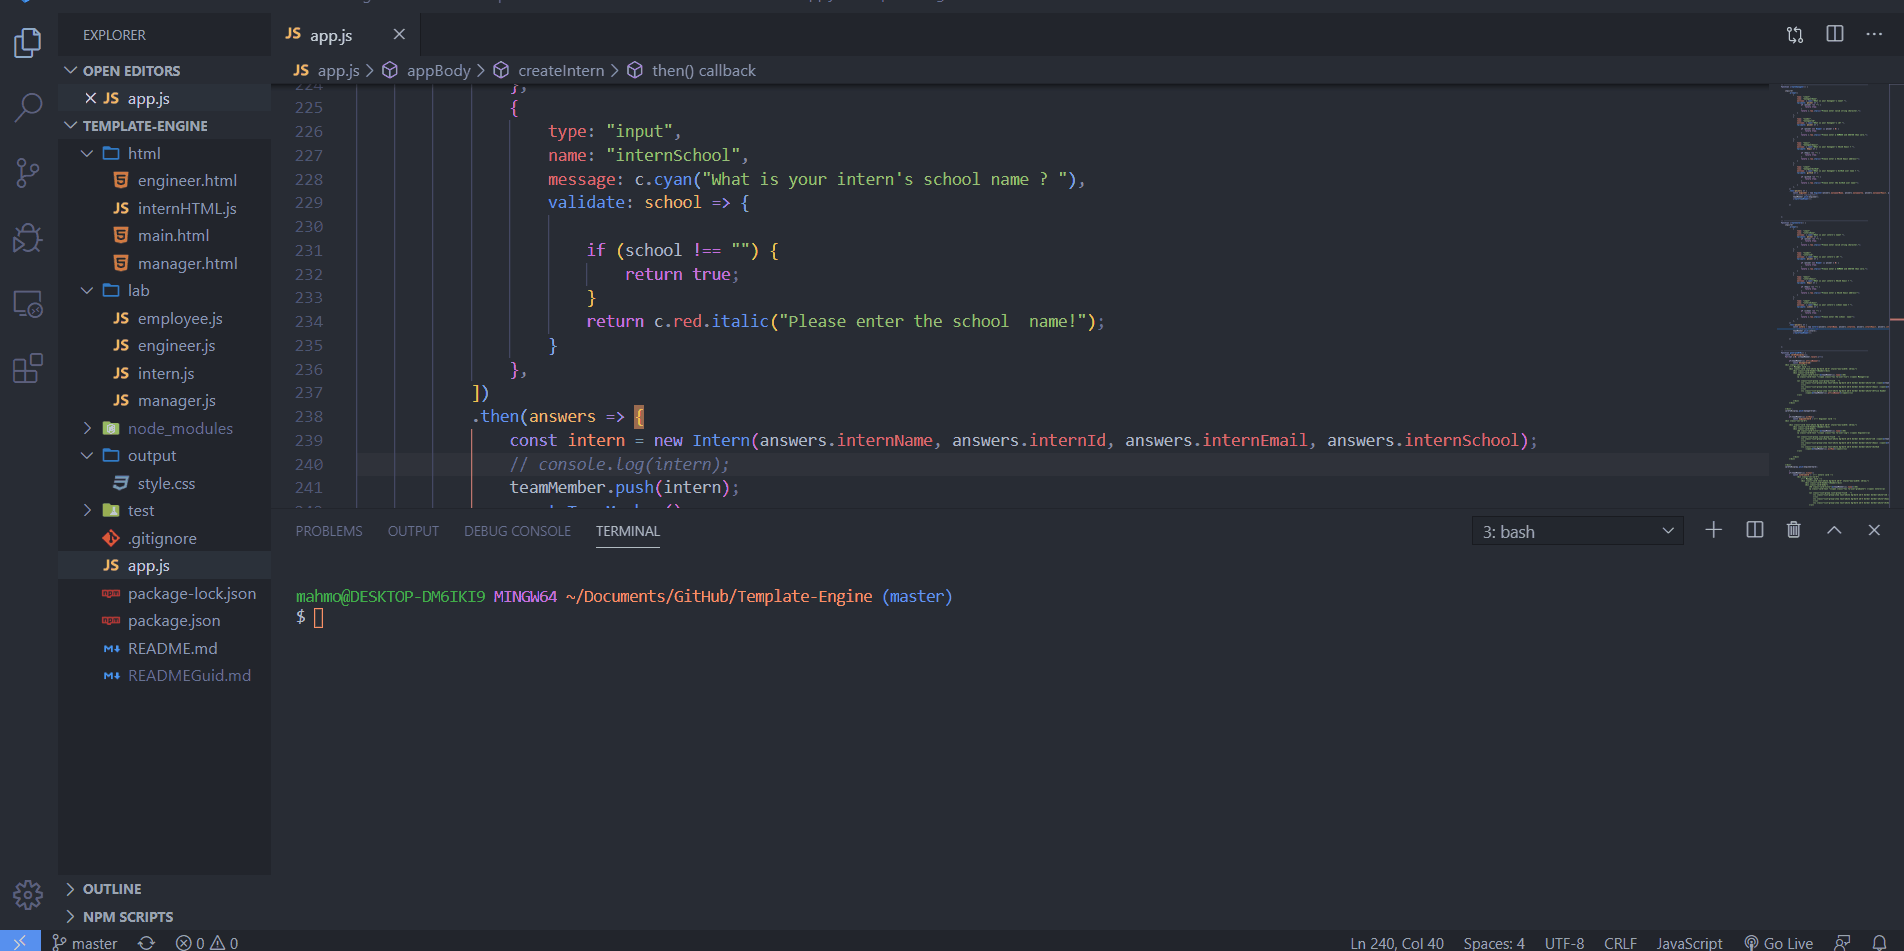 EXPLORER
OPEN EDITORS
JS app.js
TEMPLATE-ENGINE
html
engineer.html
JS internHTML.js
main.html
manager.html
lab
JS employee.js
JS engineer.js
JS intern.js
JS manager.js
node_modules
output
style.css
test
.gitignore
JS app.js
package-lock.json
package.json
README.md
READMEGuid.md
OUTLINE
NPM SCRIPTS
JS app.js
JS app.js > appBody > createIntern > then() callback
224 },
225 {
226 type: "input",
227 name: "internSchool",
228 message: c.cyan("What is your intern's school name ? "),
229 validate: school => {
230
231 if (school !== "") {
232 return true;
233 }
234 return c.red.italic("Please enter the school  name!");
235 }
236 },
237 ])
238 .then(answers => {
239 const intern = new Intern(answers.internName, answers.internId, answers.internEmail, answers.internSchool);
240 // console.log(intern);
241 teamMember.push(intern);
PROBLEMS OUTPUT DEBUG CONSOLE TERMINAL 3: bash
mahmo@DESKTOP-DM6IKI9 MINGW64 ~/Documents/GitHub/Template-Engine (master)
$
master 0 0 Ln 240, Col 40 Spaces: 4 UTF-8 CRLF JavaScript Go Live